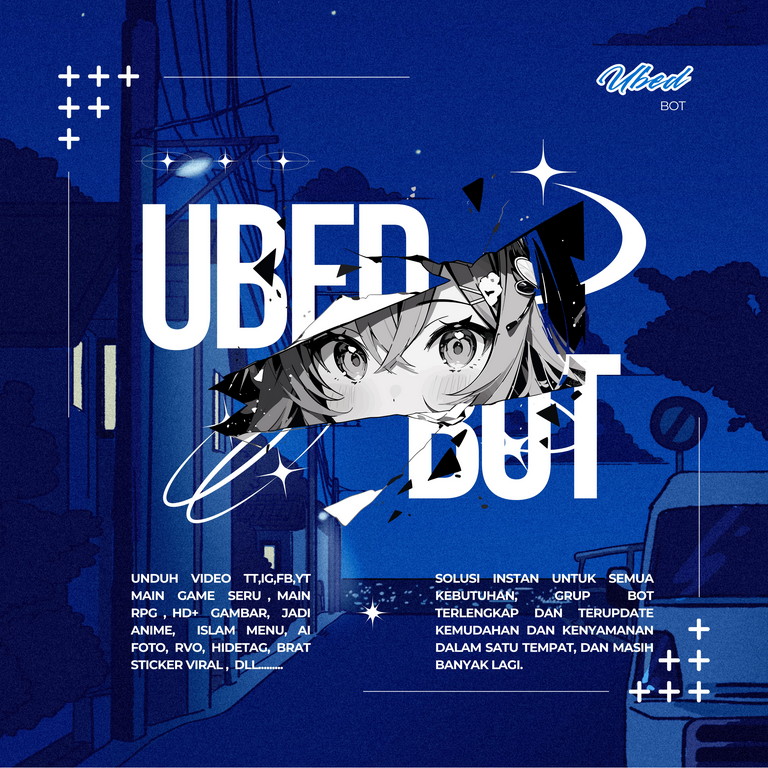 Ubed
BOT
UBED
BOT
UNDUH VIDEO TT,IG,FB,YT
MAIN GAME SERU , MAIN
RPG , HD+ GAMBAR, JADI
ANIME, ISLAM MENU, AI
FOTO, RVO, HIDETAG, BRAT
STICKER VIRAL , DLL.........
SOLUSI INSTAN UNTUK SEMUA
KEBUTUHAN, GRUP BOT
TERLENGKAP DAN TERUPDATE
KEMUDAHAN DAN KENYAMANAN
DALAM SATU TEMPAT, DAN MASIH
BANYAK LAGI.